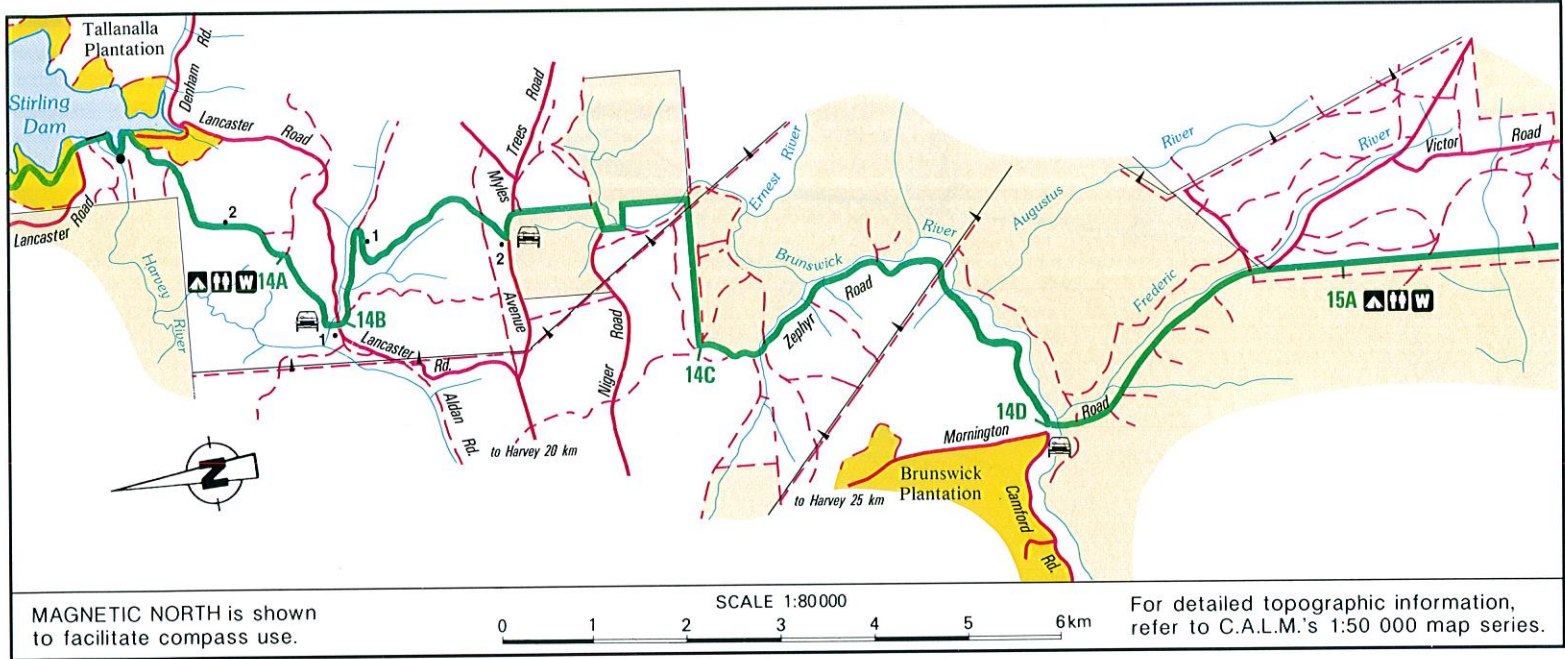 Tallanalla
Plantation
Denham
Rd.
Stirling
Dam
Lancaster
Road
Lancaster Road
Harvey
River
2
14A
W
14B
1
1
Lancaster
Rd.
Aldan
Rd.
Myles
Trees
Road
2
Avenue
to Harvey 20 km
Niger
Road
14C
Ernest
River
Brunswick
River
Zephyr
Road
Augustus
River
Frederic
River
Victor
Road
15A
W
14D
Road
Mornington
to Harvey 25 km
Brunswick
Plantation
Camford
Rd.
N
MAGNETIC NORTH is shown
to facilitate compass use.
SCALE 1:80000
0 1 2 3 4 5 6km
For detailed topographic information,
refer to C.A.L.M.'s 1:50 000 map series.